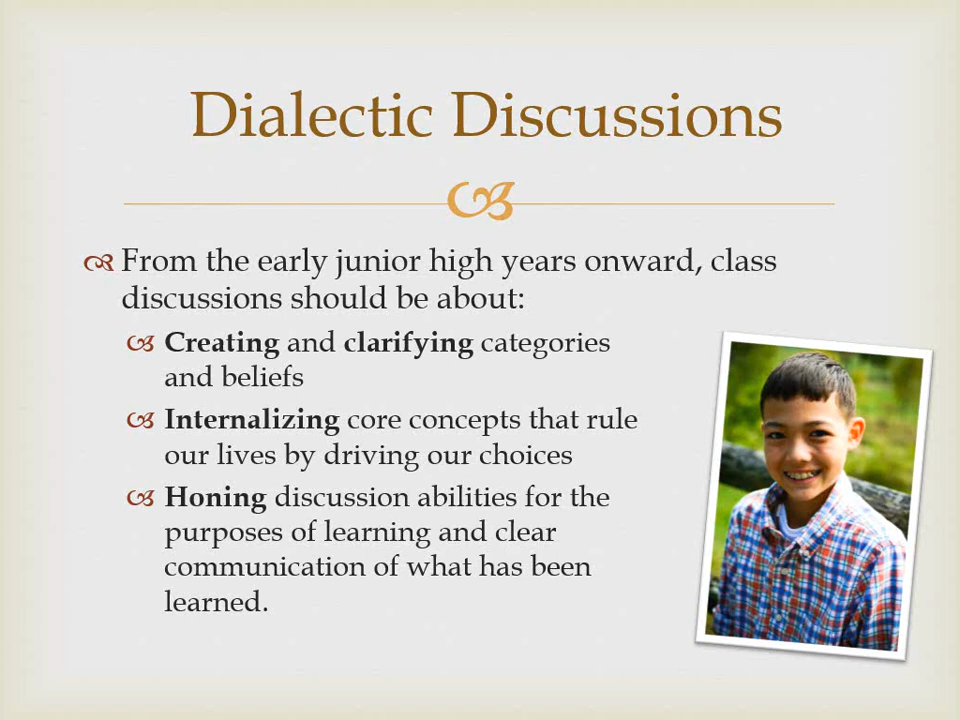 Dialectic Discussions
From the early junior high years onward, class
discussions should be about:
Creating and clarifying categories
and beliefs
Internalizing core concepts that rule
our lives by driving our choices
Honing discussion abilities for the
purposes of learning and clear
communication of what has been
learned.